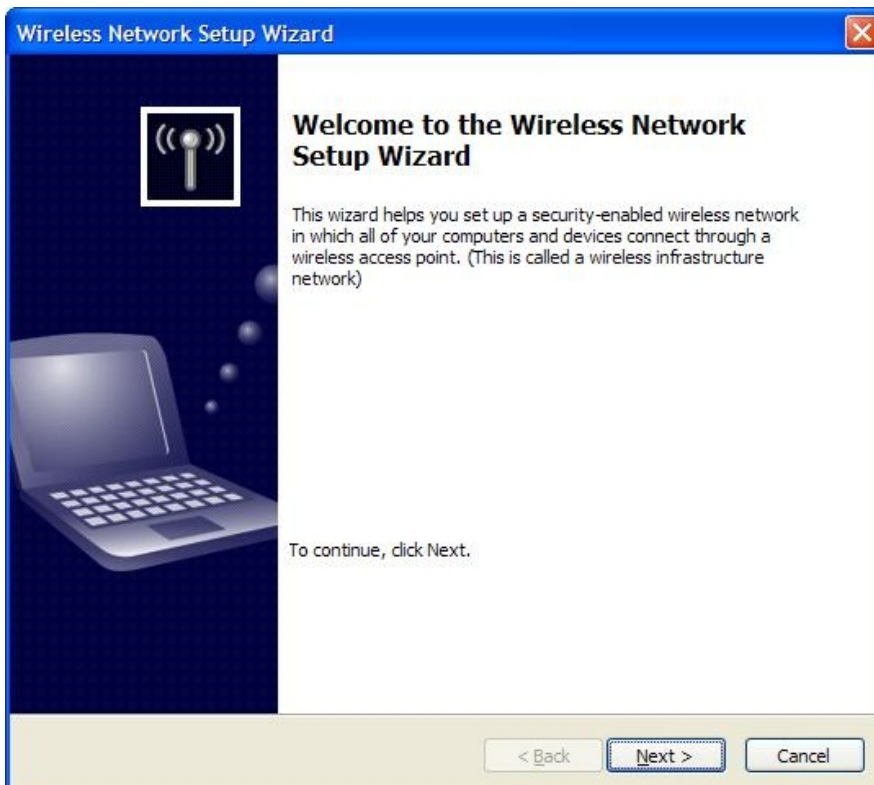 Wireless Network Setup Wizard
Welcome to the Wireless Network
Setup Wizard
This wizard helps you set up a security-enabled wireless network
in which all of your computers and devices connect through a
wireless access point. (This is called a wireless infrastructure
network)
To continue, click Next.
< Back
Next >
Cancel